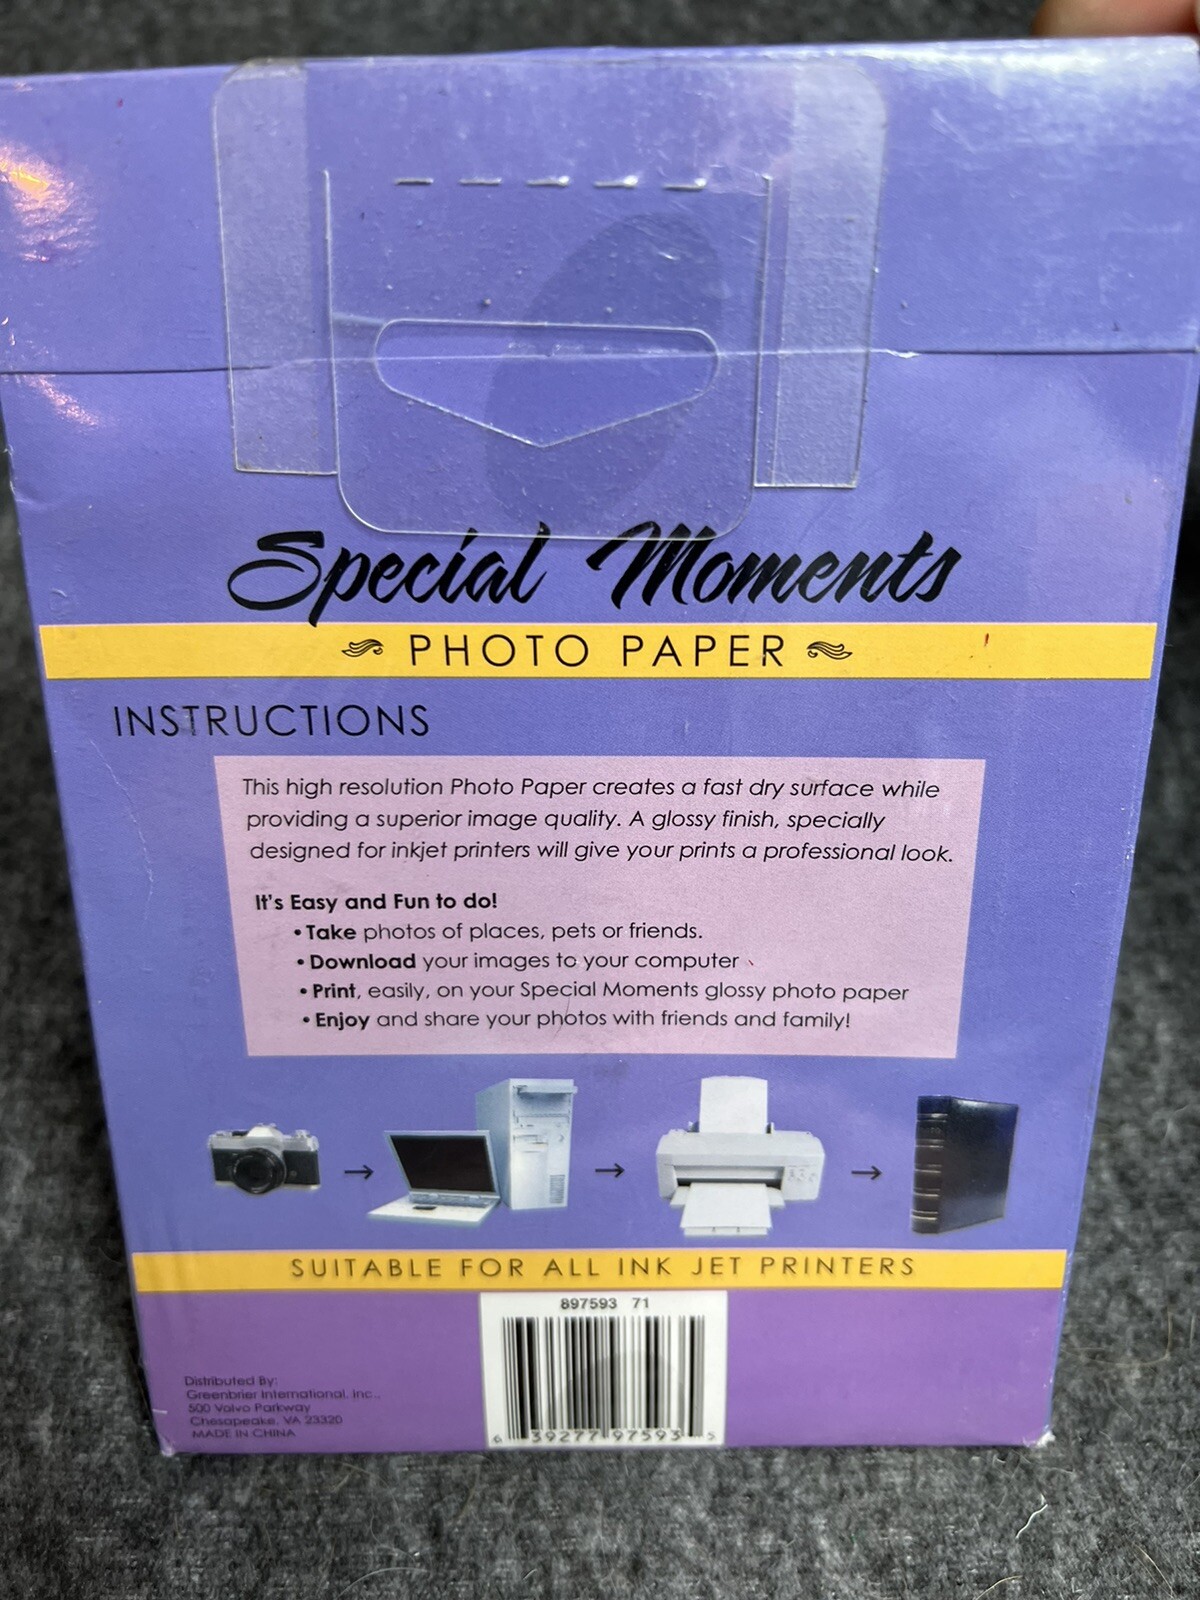 Special Moments
PHOTO PAPER
INSTRUCTIONS
This high resolution Photo Paper creates a fast dry surface while
providing a superior image quality. A glossy finish, specially
designed for inkjet printers will give your prints a professional look.
It's Easy and Fun to do!
• Take photos of places, pets or friends.
• Download your images to your computer
• Print, easily, on your Special Moments glossy photo paper
• Enjoy and share your photos with friends and family!
SUITABLE FOR ALL INK JET PRINTERS
897593 71
6 39277 97593 5
Distributed By:
Greenbrier International, Inc.,
500 Volvo Parkway
Chesapeake, VA 23320
MADE IN CHINA